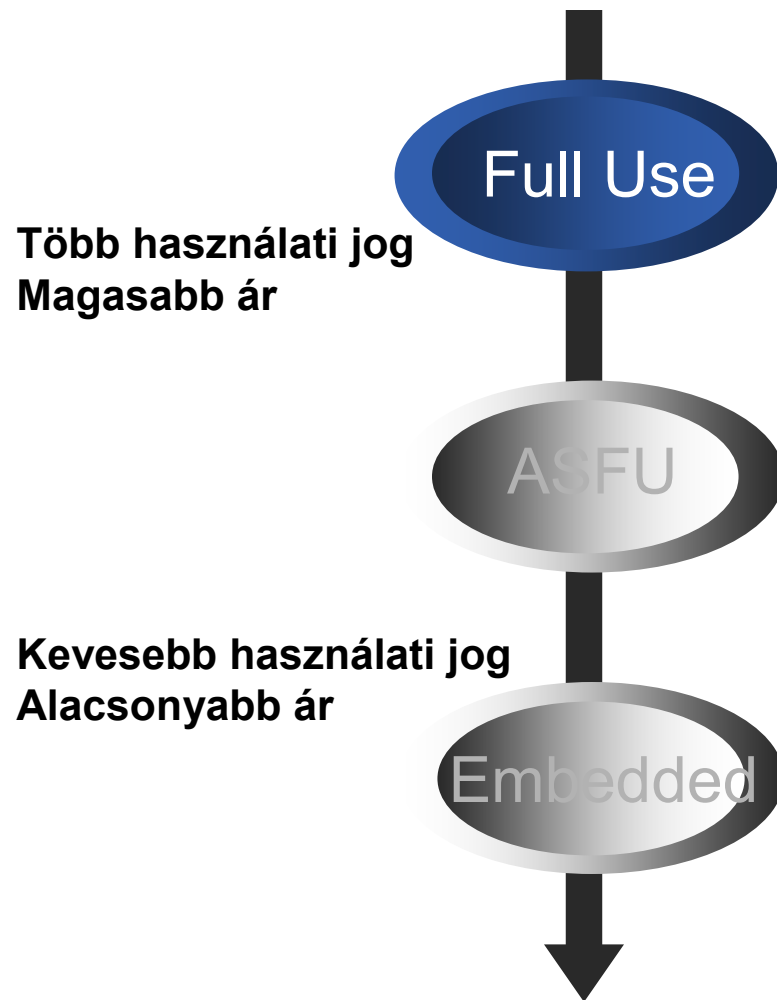 Full Use
Több használati jog
Magasabb ár
ASFU
Kevesebb használati jog
Alacsonyabb ár
Embedded